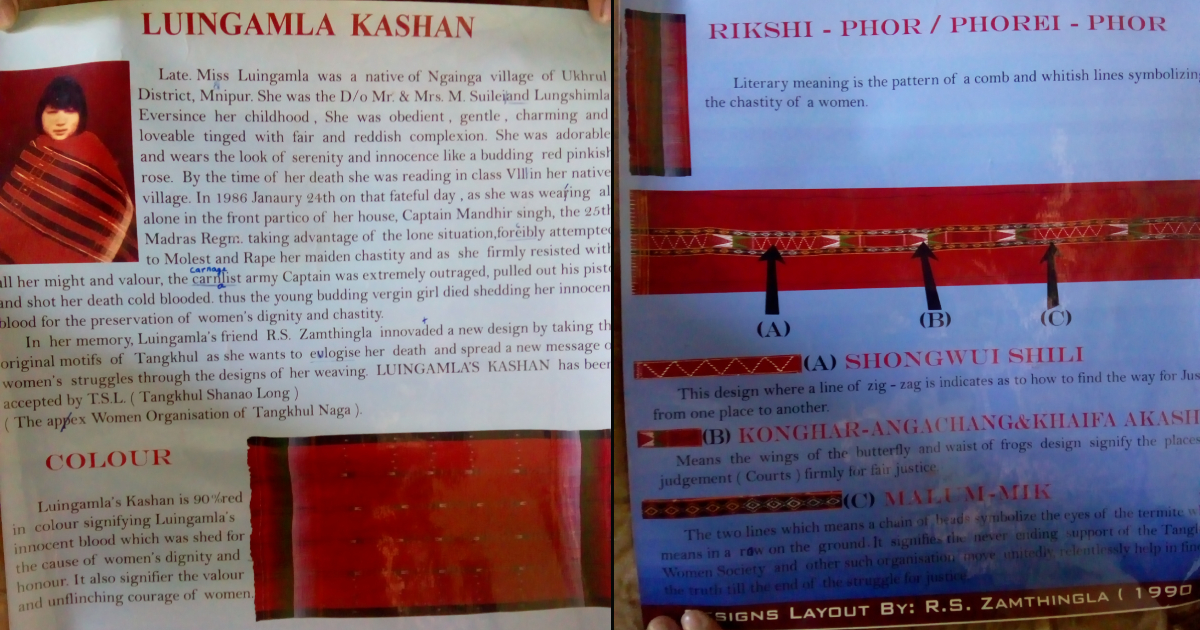 LUINGAMLA KASHAN
Late. Miss Luingamla was a native of Ngainga village of Ukhrul
District, Mnipur. She was the D/o Mr. & Mrs. M. Suileiand Lungshimla
Eversince her childhood , She was obedient , gentle , charming and
loveable tinged with fair and reddish complexion. She was adorable
and wears the look of serenity and innocence like a budding red pinkish
rose. By the time of her death she was reading in class VIII in her native
village. In 1986 Janaury 24th on that fateful day , as she was wearing al
alone in the front partico of her house, Captain Mandhir singh, the 25th
Madras Regm. taking advantage of the lone situation,foreibly attempted
to Molest and Rape her maiden chastity and as she firmly resisted with
all her might and valour, the carnlist army Captain was extremely outraged, pulled out his pisto
carnage
and shot her death cold blooded. thus the young budding vergin girl died shedding her innocen
blood for the preservation of women's dignity and chastity.
In her memory, Luingamla's friend R.S. Zamthingla innovaded a new design by taking th
original motifs of Tangkhul as she wants to eulogise her death and spread a new message o
women's struggles through the designs of her weaving. LUINGAMLA'S KASHAN has been
accepted by T.S.L. ( Tangkhul Shanao Long )
( The appex Women Organisation of Tangkhul Naga ).
COLOUR
Luingamla's Kashan is 90%red
in colour signifying Luingamla's
innocent blood which was shed for
the cause of women's dignity and
honour. It also signifier the valour
and unflinching courage of women.
RIKSHI - PHOR / PHOREI - PHOR
Literary meaning is the pattern of a comb and whitish lines symbolizing
the chastity of a women.
(A) (B) (C)
(A) SHONGWUI SHILI
This design where a line of zig - zag is indicates as to how to find the way for Jus
from one place to another.
(B) KONGHAR-ANGACHANG&KHAIFA AKASH
Means the wings of the butterfly and waist of frogs design signify the places
judgement ( Courts ) firmly for fair justice
(C) MALUM-MIK
The two lines which means a chain of beads symbolize the eyes of the termite w
means in a row on the ground. It signifies the never ending support of the Tang
Women Society and other such organisation move unitedly relentlessly help in find
the truth till the end of the struggle for justice
SIGNS LAYOUT BY: R.S. ZAMTHINGLA ( 1990